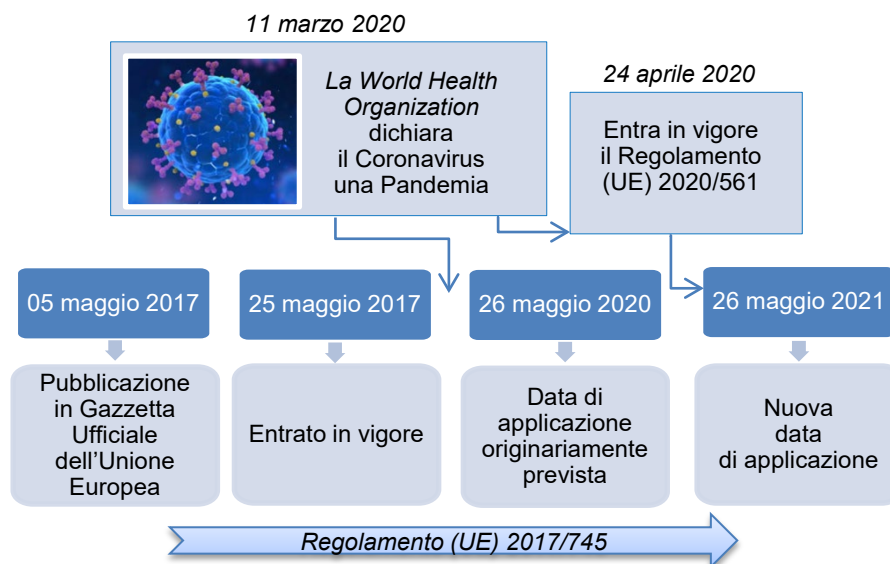 11 marzo 2020
La World Health
Organization
dichiara
il Coronavirus
una Pandemia
24 aprile 2020
Entra in vigore
il Regolamento
(UE) 2020/561
05 maggio 2017
25 maggio 2017
26 maggio 2020
26 maggio 2021
Pubblicazione
in Gazzetta
Ufficiale
dell’Unione
Europea
Entrato in vigore
Data di
applicazione
originariamente
prevista
Nuova
data
di applicazione
Regolamento (UE) 2017/745